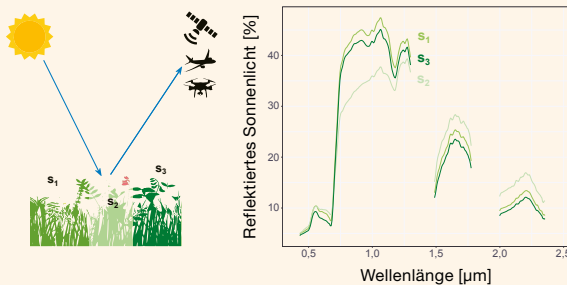 s1
s2
s3
Reflektiertes Sonnenlicht [%]
40
30
20
10
s1
s3
s2
0,5
1,0
1,5
2,0
2,5
Wellenlänge [µm]